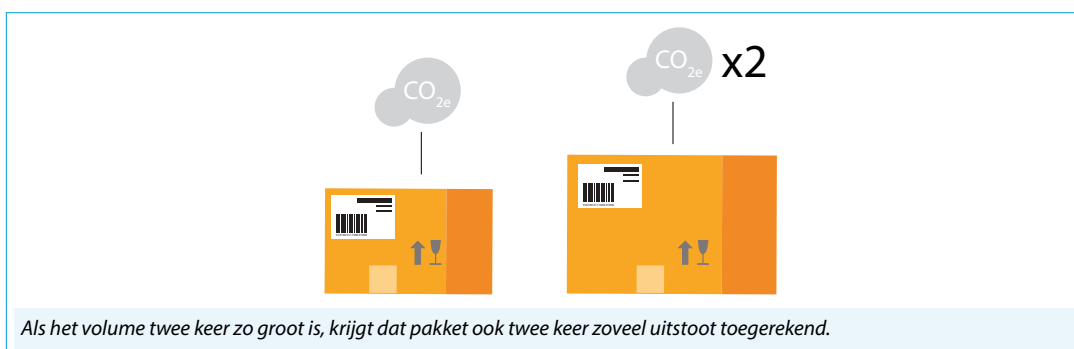 CO2e x2
CO2e
Als het volume twee keer zo groot is, krijgt dat pakket ook twee keer zoveel uitstoot toegerekend.